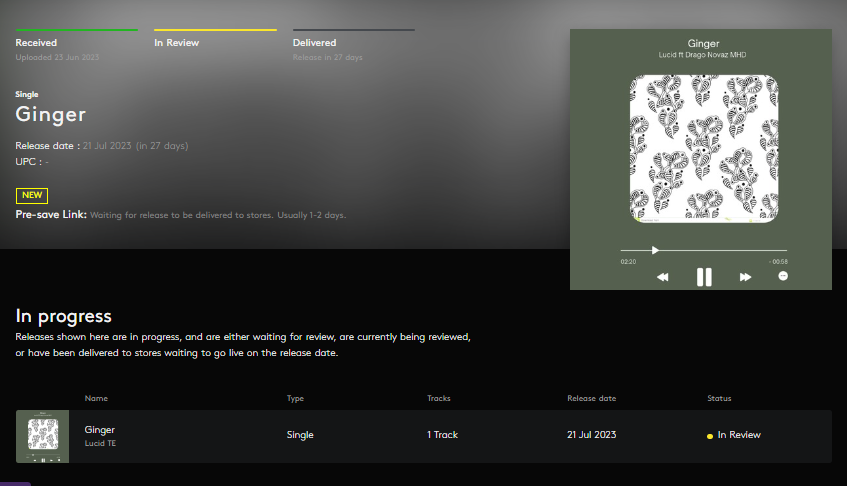 Received
Uploaded 23 Jun 2023
In Review
Delivered
Release in 27 days
Single
Ginger
Release date : 21 Jul 2023 (in 27 days)
UPC : -
NEW
Pre-save Link: Waiting for release to be delivered to stores. Usually 1-2 days.
Ginger
Lucid ft Drago Novaz MHD
02:20
- 00:58
In progress
Releases shown here are in progress, and are either waiting for review, are currently being reviewed,
or have been delivered to stores waiting to go live on the release date.
Name Type Tracks Release date Status
Ginger Single 1 Track 21 Jul 2023 In Review
Lucid TE